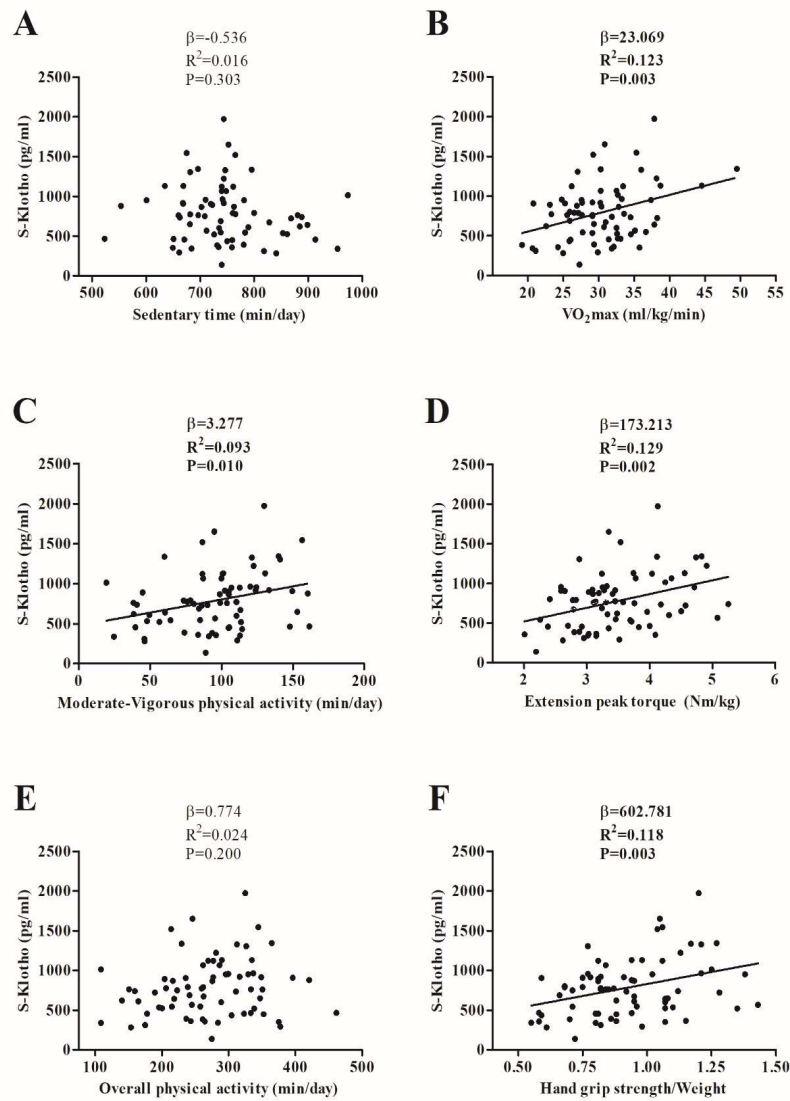 A
β=-0.536
R²=0.016
P=0.303
S-Klotho (pg/ml)
2500
2000
1500
1000
500
0
500 600 700 800 900 1000
Sedentary time (min/day)
B
β=23.069
R²=0.123
P=0.003
S-Klotho (pg/ml)
2500
2000
1500
1000
500
0
20 25 30 35 40 45 50 55
VO₂max (ml/kg/min)
C
β=3.277
R²=0.093
P=0.010
S-Klotho (pg/ml)
2500
2000
1500
1000
500
0
0 50 100 150 200
Moderate-Vigorous physical activity (min/day)
D
β=173.213
R²=0.129
P=0.002
S-Klotho (pg/ml)
2500
2000
1500
1000
500
0
2 3 4 5 6
Extension peak torque (Nm/kg)
E
β=0.774
R²=0.024
P=0.200
S-Klotho (pg/ml)
2500
2000
1500
1000
500
0
100 200 300 400 500
Overall physical activity (min/day)
F
β=602.781
R²=0.118
P=0.003
S-Klotho (pg/ml)
2500
2000
1500
1000
500
0
0.50 0.75 1.00 1.25 1.50
Hand grip strength/Weight